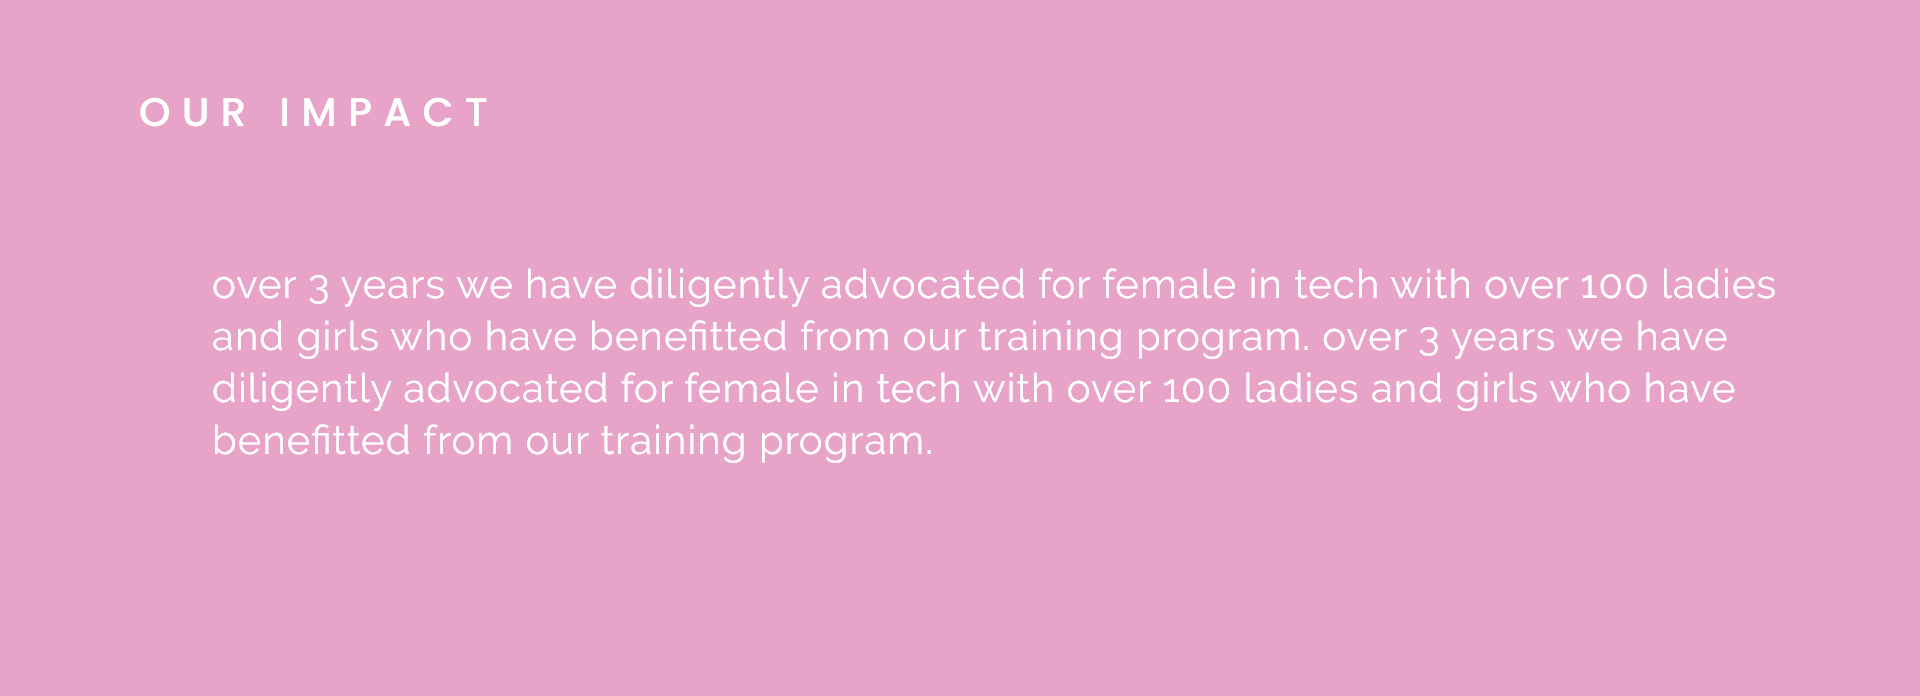 OUR IMPACT
over 3 years we have diligently advocated for female in tech with over 100 ladies
and girls who have benefitted from our training program. over 3 years we have
diligently advocated for female in tech with over 100 ladies and girls who have
benefitted from our training program.